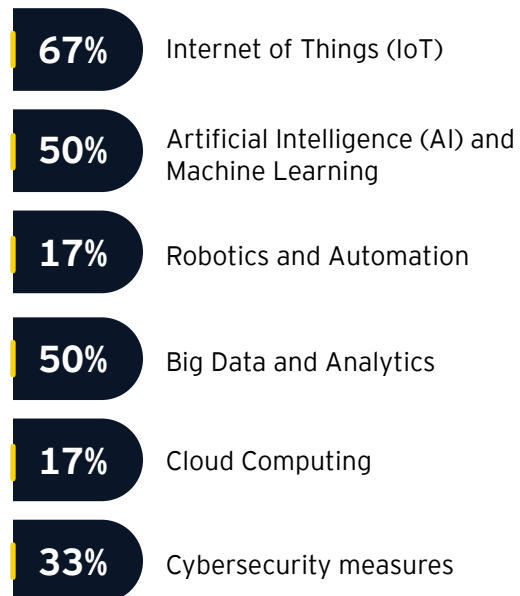 67% Internet of Things (IoT)
50% Artificial Intelligence (AI) and
Machine Learning
17% Robotics and Automation
50% Big Data and Analytics
17% Cloud Computing
33% Cybersecurity measures